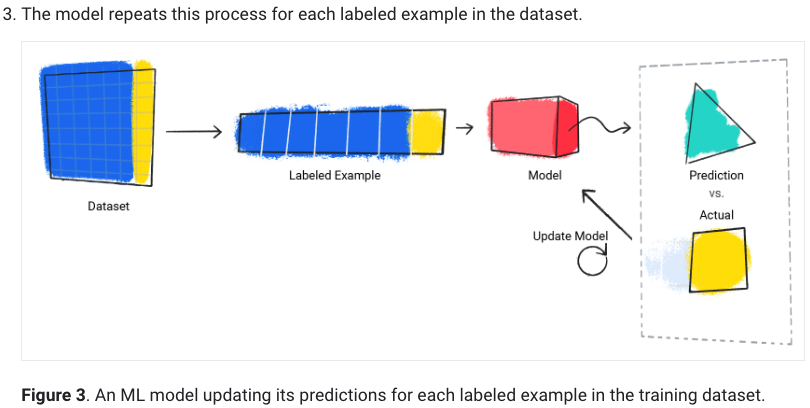 3. The model repeats this process for each labeled example in the dataset.
Dataset
Labeled Example
Model
Prediction
vs.
Actual
Update Model
Figure 3. An ML model updating its predictions for each labeled example in the training dataset.